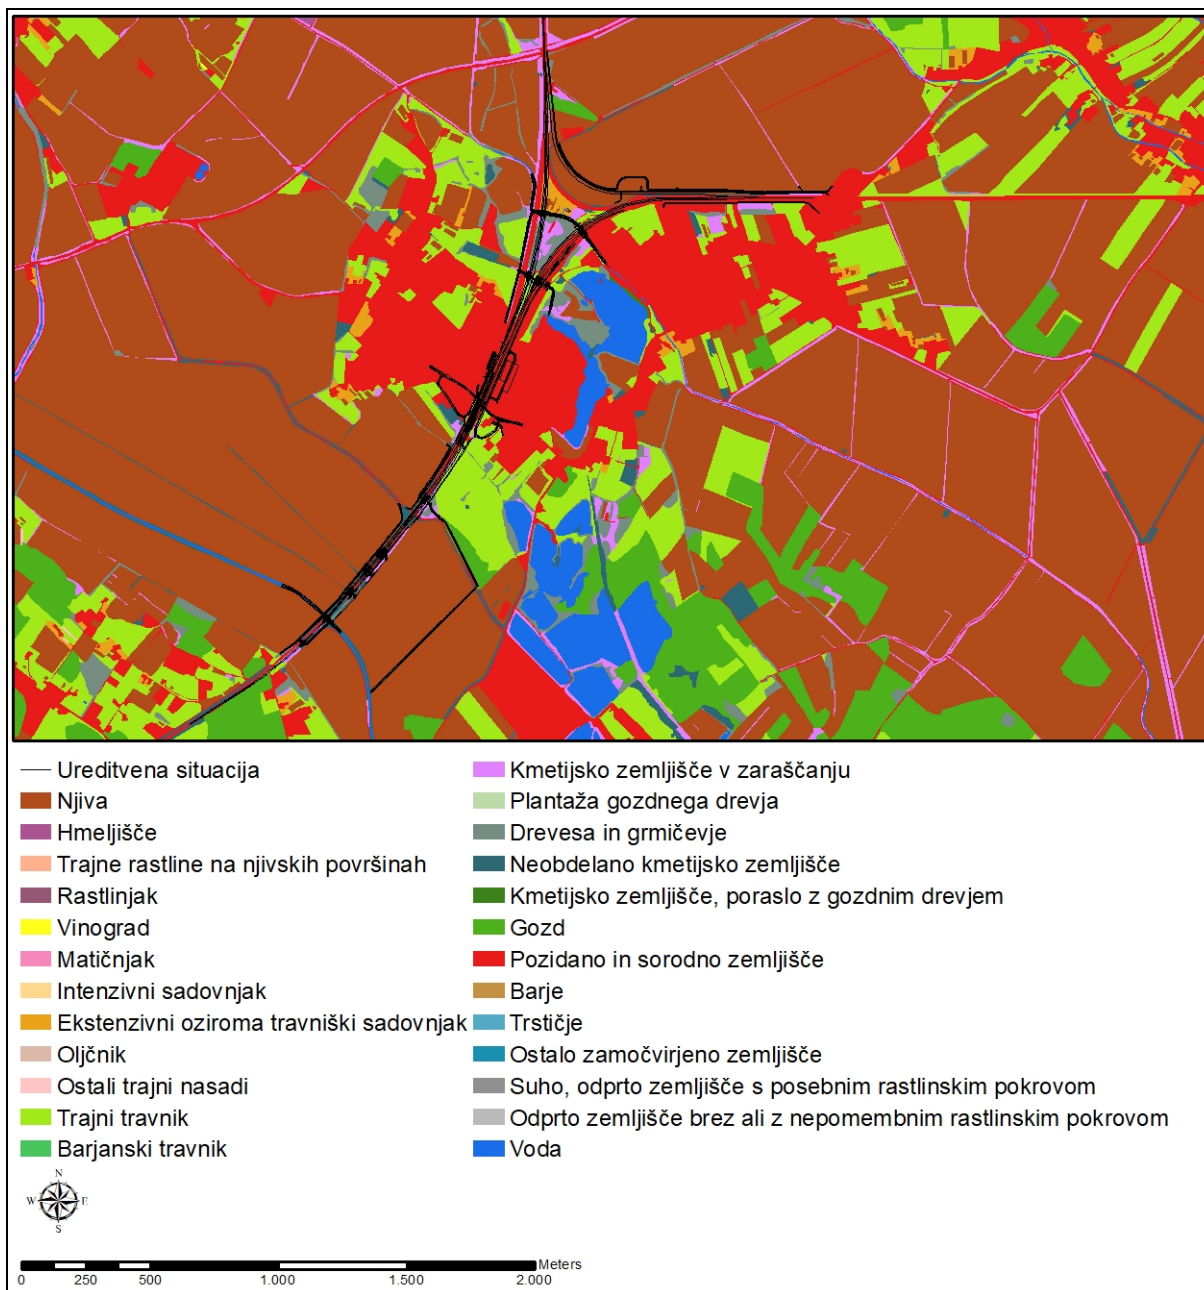 Ureditvena situacija
Njiva
Hmeljišče
Trajne rastline na njivskih površinah
Rastlinjak
Vinograd
Matičnjak
Intenzivni sadovnjak
Ekstenzivni oziroma travniški sadovnjak
Oljčnik
Ostali trajni nasadi
Trajni travnik
Barjanski travnik
Kmetijsko zemljišče v zaraščanju
Plantaža gozdnega drevja
Drevesa in grmičevje
Neobdelano kmetijsko zemljišče
Kmetijsko zemljišče, poraslo z gozdnim drevjem
Gozd
Pozidano in sorodno zemljišče
Barje
Trstičje
Ostalo zamočvirjeno zemljišče
Suho, odprto zemljišče s posebnim rastlinskim pokrovom
Odprto zemljišče brez ali z nepomembnim rastlinskim pokrovom
Voda
N
W E
S
Meters
0 250 500 1.000 1.500 2.000